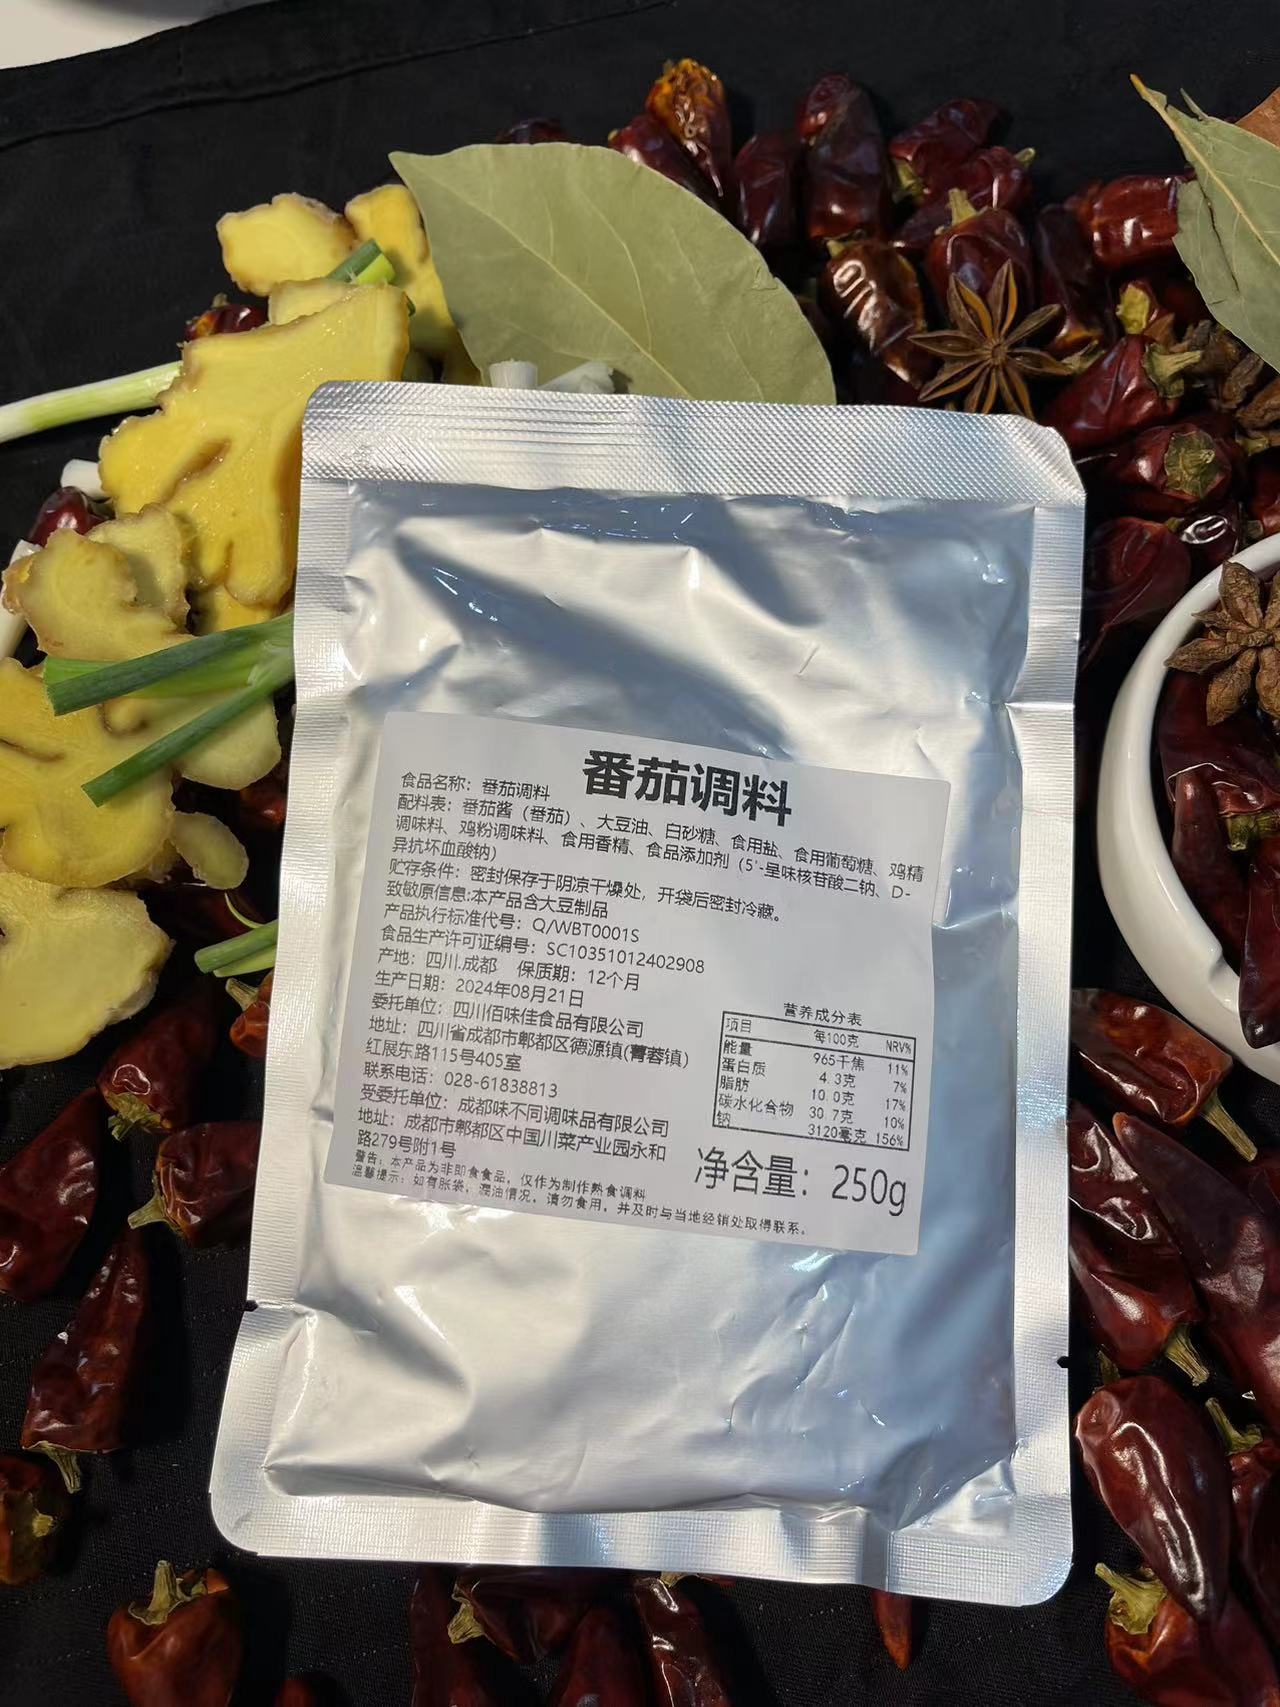 番茄调料
食品名称：番茄调料
配料表：番茄酱（番茄）、大豆油、白砂糖、食用盐、食用葡萄糖、鸡精
调味料、鸡粉调味料、食用香精、食品添加剂（5'-呈味核苷酸二钠、D-
异抗坏血酸钠）
贮存条件：密封保存于阴凉干燥处，开袋后密封冷藏。
致敏原信息:本产品含大豆制品
产品执行标准代号：Q/WBT0001S
食品生产许可证编号：SC10351012402908
产地：四川.成都 保质期：12个月
生产日期：2024年08月21日
委托单位：四川佰味佳食品有限公司
地址：四川省成都市郫都区德源镇(菁蓉镇)
红展东路115号405室
联系电话：028-61838813
受委托单位：成都味不同调味品有限公司
地址：成都市郫都区中国川菜产业园永和
路279号附1号
警告：本产品为非即食食品，仅作为制作熟食调料
温馨提示：如有胀袋，漏油情况，请勿食用，并及时与当地经销处取得联系。
营养成分表
项目 每100克 NRV%
能量 965千焦 11%
蛋白质 4.3克 7%
脂肪 10.0克 17%
碳水化合物 30.7克 10%
钠 3120毫克 156%
净含量：250g